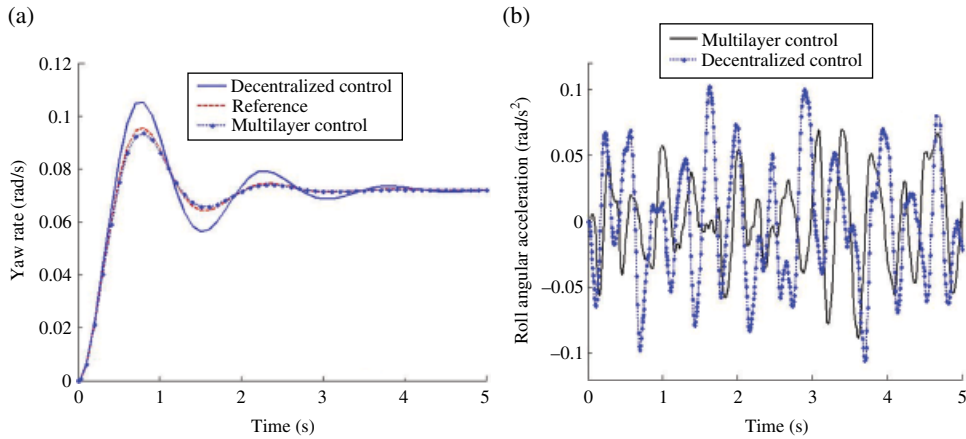 (a)
Yaw rate (rad/s)
0.12
0.1
0.08
0.06
0.04
0.02
0
Decentralized control
Reference
Multilayer control
0
1
2
3
4
5
Time (s)
(b)
Roll angular acceleration (rad/s²)
Multilayer control
Decentralized control
0.1
0.05
0
−0.05
−0.1
0
1
2
3
4
5
Time (s)